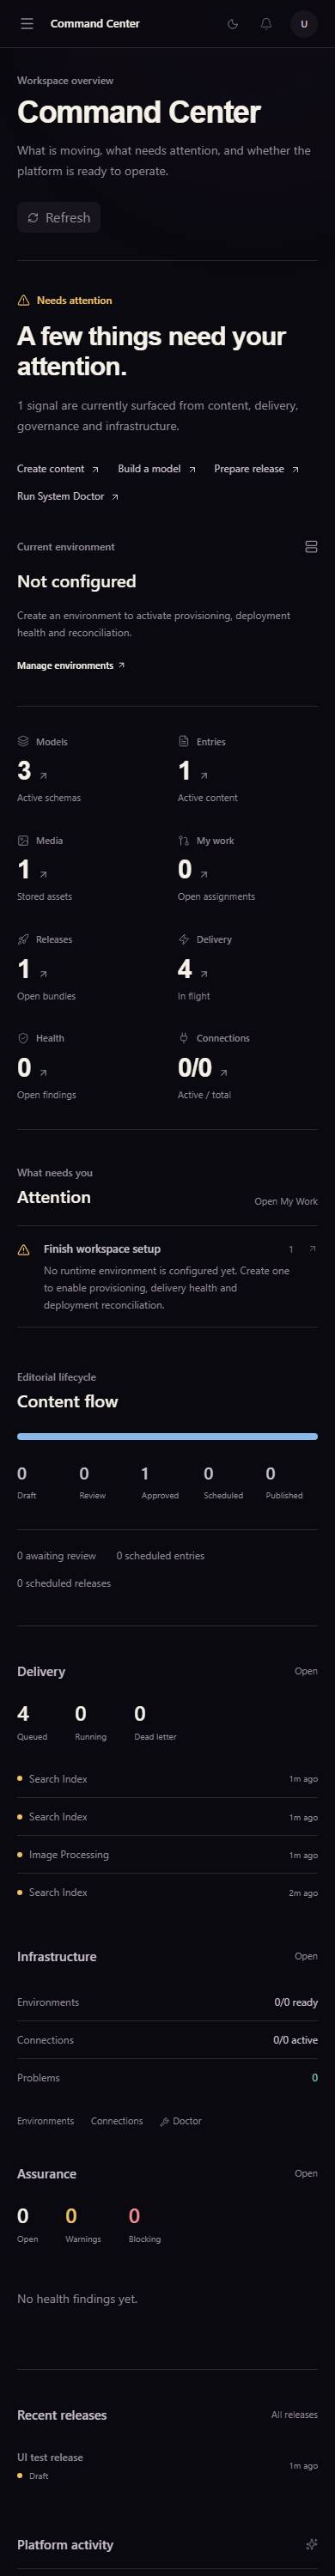 Command Center
U
Workspace overview
Command Center
What is moving, what needs attention, and whether the
platform is ready to operate.
Refresh
Needs attention
A few things need your
attention.
1 signal are currently surfaced from content, delivery,
governance and infrastructure.
Create content Build a model Prepare release
Run System Doctor
Current environment
Not configured
Create an environment to activate provisioning, deployment
health and reconciliation.
Manage environments
Models Entries
3 1
Active schemas Active content
Media My work
1 0
Stored assets Open assignments
Releases Delivery
1 4
Open bundles In flight
Health Connections
0 0/0
Open findings Active / total
What needs you
Attention Open My Work
Finish workspace setup 1
No runtime environment is configured yet. Create one
to enable provisioning, delivery health and
deployment reconciliation.
Editorial lifecycle
Content flow
0 0 1 0 0
Draft Review Approved Scheduled Published
0 awaiting review 0 scheduled entries
0 scheduled releases
Delivery Open
4 0 0
Queued Running Dead letter
Search Index 1m ago
Search Index 1m ago
Image Processing 1m ago
Search Index 2m ago
Infrastructure Open
Environments 0/0 ready
Connections 0/0 active
Problems 0
Environments Connections Doctor
Assurance Open
0 0 0
Open Warnings Blocking
No health findings yet.
Recent releases All releases
UI test release 1m ago
Draft
Platform activity